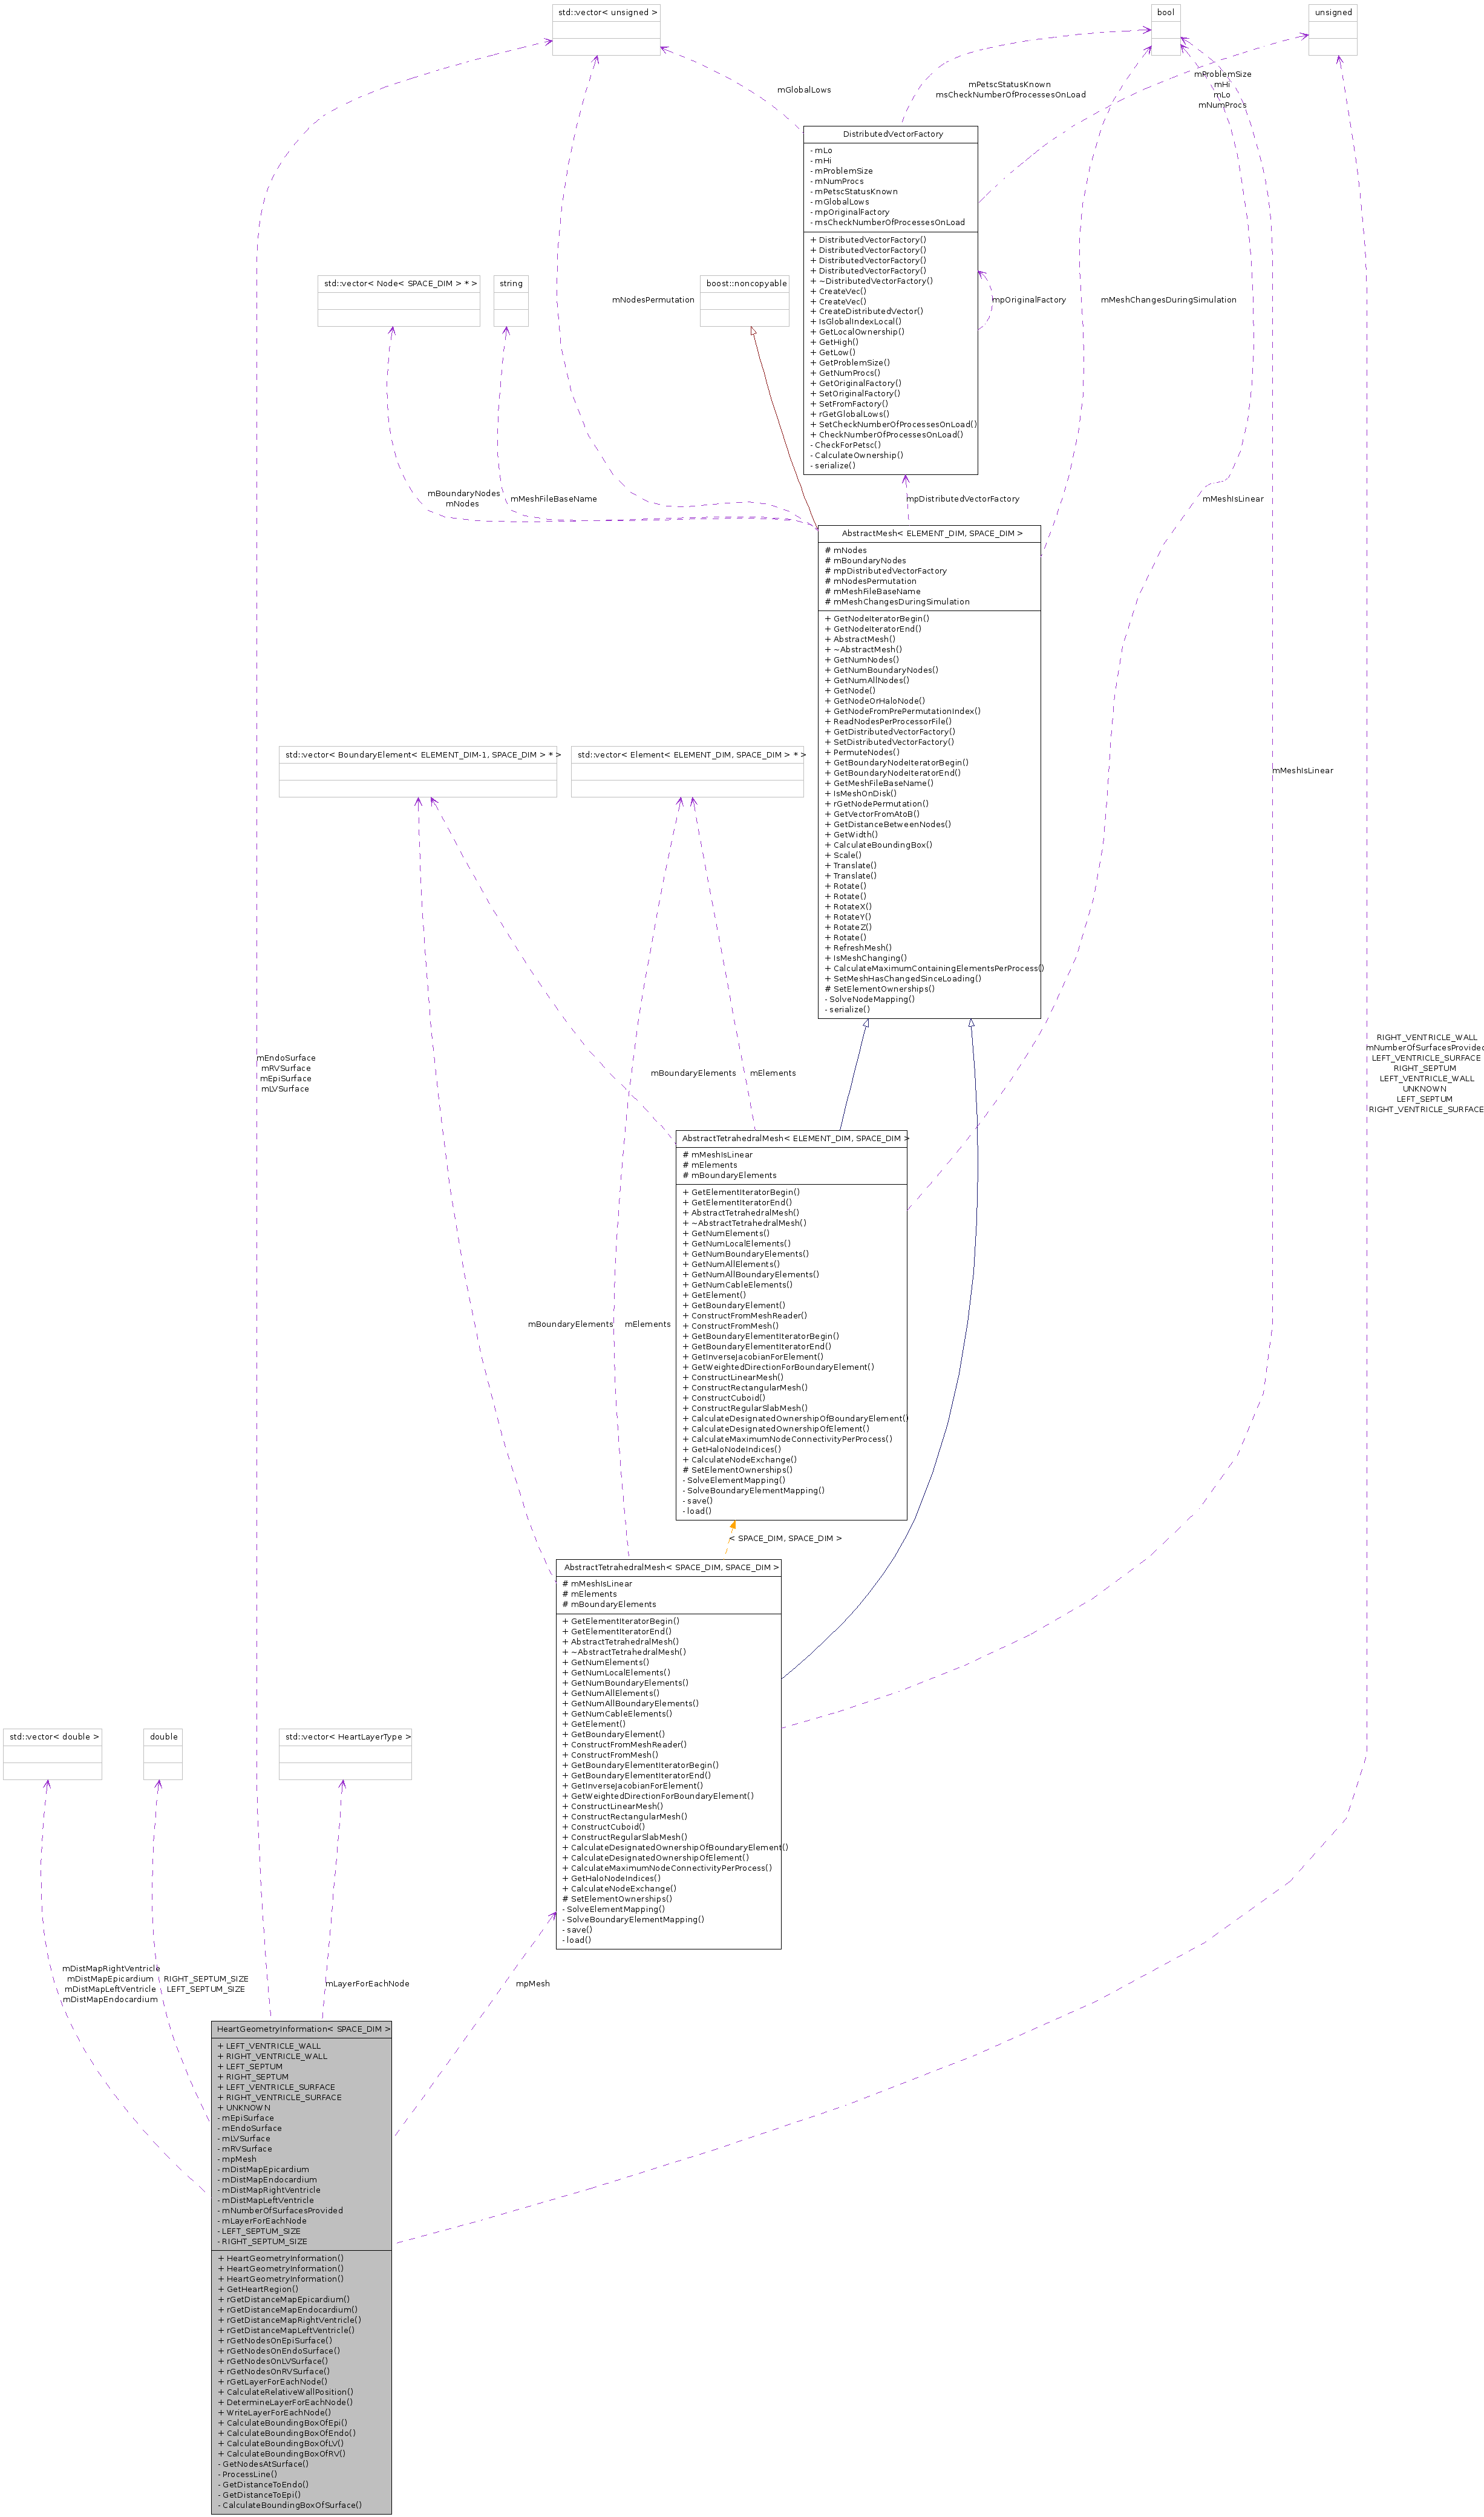 std::vector< unsigned >
bool
unsigned
mProblemSize
mHi
mLo
mNumProcs
mPetscStatusKnown
msCheckNumberOfProcessesOnLoad
mGlobalLows
DistributedVectorFactory
- mLo
- mHi
- mProblemSize
- mNumProcs
- mPetscStatusKnown
- mGlobalLows
- mpOriginalFactory
- msCheckNumberOfProcessesOnLoad
+ DistributedVectorFactory()
+ DistributedVectorFactory()
+ DistributedVectorFactory()
+ DistributedVectorFactory()
+ ~DistributedVectorFactory()
+ CreateVec()
+ CreateVec()
+ CreateDistributedVector()
+ IsGlobalIndexLocal()
+ GetLocalOwnership()
+ GetHigh()
+ GetLow()
+ GetProblemSize()
+ GetNumProcs()
+ GetOriginalFactory()
+ SetOriginalFactory()
+ SetFromFactory()
+ rGetGlobalLows()
+ SetCheckNumberOfProcessesOnLoad()
+ CheckNumberOfProcessesOnLoad()
- CheckForPetsc()
- CalculateOwnership()
- serialize()
std::vector< Node< SPACE_DIM > * >
string
mNodesPermutation
boost::noncopyable
mpOriginalFactory
mMeshChangesDuringSimulation
mBoundaryNodes
mNodes
mMeshFileBaseName
mpDistributedVectorFactory
mMeshIsLinear
AbstractMesh< ELEMENT_DIM, SPACE_DIM >
# mNodes
# mBoundaryNodes
# mpDistributedVectorFactory
# mNodesPermutation
# mMeshFileBaseName
# mMeshChangesDuringSimulation
+ GetNodeIteratorBegin()
+ GetNodeIteratorEnd()
+ AbstractMesh()
+ ~AbstractMesh()
+ GetNumNodes()
+ GetNumBoundaryNodes()
+ GetNumAllNodes()
+ GetNode()
+ GetNodeOrHaloNode()
+ GetNodeFromPrePermutationIndex()
+ ReadNodesPerProcessorFile()
+ GetDistributedVectorFactory()
+ SetDistributedVectorFactory()
+ PermuteNodes()
+ GetBoundaryNodeIteratorBegin()
+ GetBoundaryNodeIteratorEnd()
+ GetMeshFileBaseName()
+ IsMeshOnDisk()
+ rGetNodePermutation()
+ GetVectorFromAtoB()
+ GetDistanceBetweenNodes()
+ GetWidth()
+ CalculateBoundingBox()
+ Scale()
+ Translate()
+ Translate()
+ Rotate()
+ Rotate()
+ RotateX()
+ RotateY()
+ RotateZ()
+ Rotate()
+ RefreshMesh()
+ IsMeshChanging()
+ CalculateMaximumContainingElementsPerProcess()
+ SetMeshHasChangedSinceLoading()
# SetElementOwnerships()
- SolveNodeMapping()
- serialize()
std::vector< BoundaryElement< ELEMENT_DIM-1, SPACE_DIM > * >
std::vector< Element< ELEMENT_DIM, SPACE_DIM > * >
mMeshIsLinear
mEndoSurface
mRVSurface
mEpiSurface
mLVSurface
mBoundaryElements
mElements
RIGHT_VENTRICLE_WALL
mNumberOfSurfacesProvided
LEFT_VENTRICLE_SURFACE
RIGHT_SEPTUM
LEFT_VENTRICLE_WALL
UNKNOWN
LEFT_SEPTUM
RIGHT_VENTRICLE_SURFACE
AbstractTetrahedralMesh< ELEMENT_DIM, SPACE_DIM >
# mMeshIsLinear
# mElements
# mBoundaryElements
+ GetElementIteratorBegin()
+ GetElementIteratorEnd()
+ AbstractTetrahedralMesh()
+ ~AbstractTetrahedralMesh()
+ GetNumElements()
+ GetNumLocalElements()
+ GetNumBoundaryElements()
+ GetNumAllElements()
+ GetNumAllBoundaryElements()
+ GetNumCableElements()
+ GetElement()
+ GetBoundaryElement()
+ ConstructFromMeshReader()
+ ConstructFromMesh()
+ GetBoundaryElementIteratorBegin()
+ GetBoundaryElementIteratorEnd()
+ GetInverseJacobianForElement()
+ GetWeightedDirectionForBoundaryElement()
+ ConstructLinearMesh()
+ ConstructRectangularMesh()
+ ConstructCuboid()
+ ConstructRegularSlabMesh()
+ CalculateDesignatedOwnershipOfBoundaryElement()
+ CalculateDesignatedOwnershipOfElement()
+ CalculateMaximumNodeConnectivityPerProcess()
+ GetHaloNodeIndices()
+ CalculateNodeExchange()
# SetElementOwnerships()
- SolveElementMapping()
- SolveBoundaryElementMapping()
- save()
- load()
mBoundaryElements
mElements
< SPACE_DIM, SPACE_DIM >
AbstractTetrahedralMesh< SPACE_DIM, SPACE_DIM >
# mMeshIsLinear
# mElements
# mBoundaryElements
+ GetElementIteratorBegin()
+ GetElementIteratorEnd()
+ AbstractTetrahedralMesh()
+ ~AbstractTetrahedralMesh()
+ GetNumElements()
+ GetNumLocalElements()
+ GetNumBoundaryElements()
+ GetNumAllElements()
+ GetNumAllBoundaryElements()
+ GetNumCableElements()
+ GetElement()
+ GetBoundaryElement()
+ ConstructFromMeshReader()
+ ConstructFromMesh()
+ GetBoundaryElementIteratorBegin()
+ GetBoundaryElementIteratorEnd()
+ GetInverseJacobianForElement()
+ GetWeightedDirectionForBoundaryElement()
+ ConstructLinearMesh()
+ ConstructRectangularMesh()
+ ConstructCuboid()
+ ConstructRegularSlabMesh()
+ CalculateDesignatedOwnershipOfBoundaryElement()
+ CalculateDesignatedOwnershipOfElement()
+ CalculateMaximumNodeConnectivityPerProcess()
+ GetHaloNodeIndices()
+ CalculateNodeExchange()
# SetElementOwnerships()
- SolveElementMapping()
- SolveBoundaryElementMapping()
- save()
- load()
std::vector< double >
double
std::vector< HeartLayerType >
mDistMapRightVentricle
mDistMapEpicardium
mDistMapLeftVentricle
mDistMapEndocardium
RIGHT_SEPTUM_SIZE
LEFT_SEPTUM_SIZE
mLayerForEachNode
mpMesh
HeartGeometryInformation< SPACE_DIM >
+ LEFT_VENTRICLE_WALL
+ RIGHT_VENTRICLE_WALL
+ LEFT_SEPTUM
+ RIGHT_SEPTUM
+ LEFT_VENTRICLE_SURFACE
+ RIGHT_VENTRICLE_SURFACE
+ UNKNOWN
- mEpiSurface
- mEndoSurface
- mLVSurface
- mRVSurface
- mpMesh
- mDistMapEpicardium
- mDistMapEndocardium
- mDistMapRightVentricle
- mDistMapLeftVentricle
- mNumberOfSurfacesProvided
- mLayerForEachNode
- LEFT_SEPTUM_SIZE
- RIGHT_SEPTUM_SIZE
+ HeartGeometryInformation()
+ HeartGeometryInformation()
+ HeartGeometryInformation()
+ GetHeartRegion()
+ rGetDistanceMapEpicardium()
+ rGetDistanceMapEndocardium()
+ rGetDistanceMapRightVentricle()
+ rGetDistanceMapLeftVentricle()
+ rGetNodesOnEpiSurface()
+ rGetNodesOnEndoSurface()
+ rGetNodesOnLVSurface()
+ rGetNodesOnRVSurface()
+ rGetLayerForEachNode()
+ CalculateRelativeWallPosition()
+ DetermineLayerForEachNode()
+ WriteLayerForEachNode()
+ CalculateBoundingBoxOfEpi()
+ CalculateBoundingBoxOfEndo()
+ CalculateBoundingBoxOfLV()
+ CalculateBoundingBoxOfRV()
- GetNodesAtSurface()
- ProcessLine()
- GetDistanceToEndo()
- GetDistanceToEpi()
- CalculateBoundingBoxOfSurface()